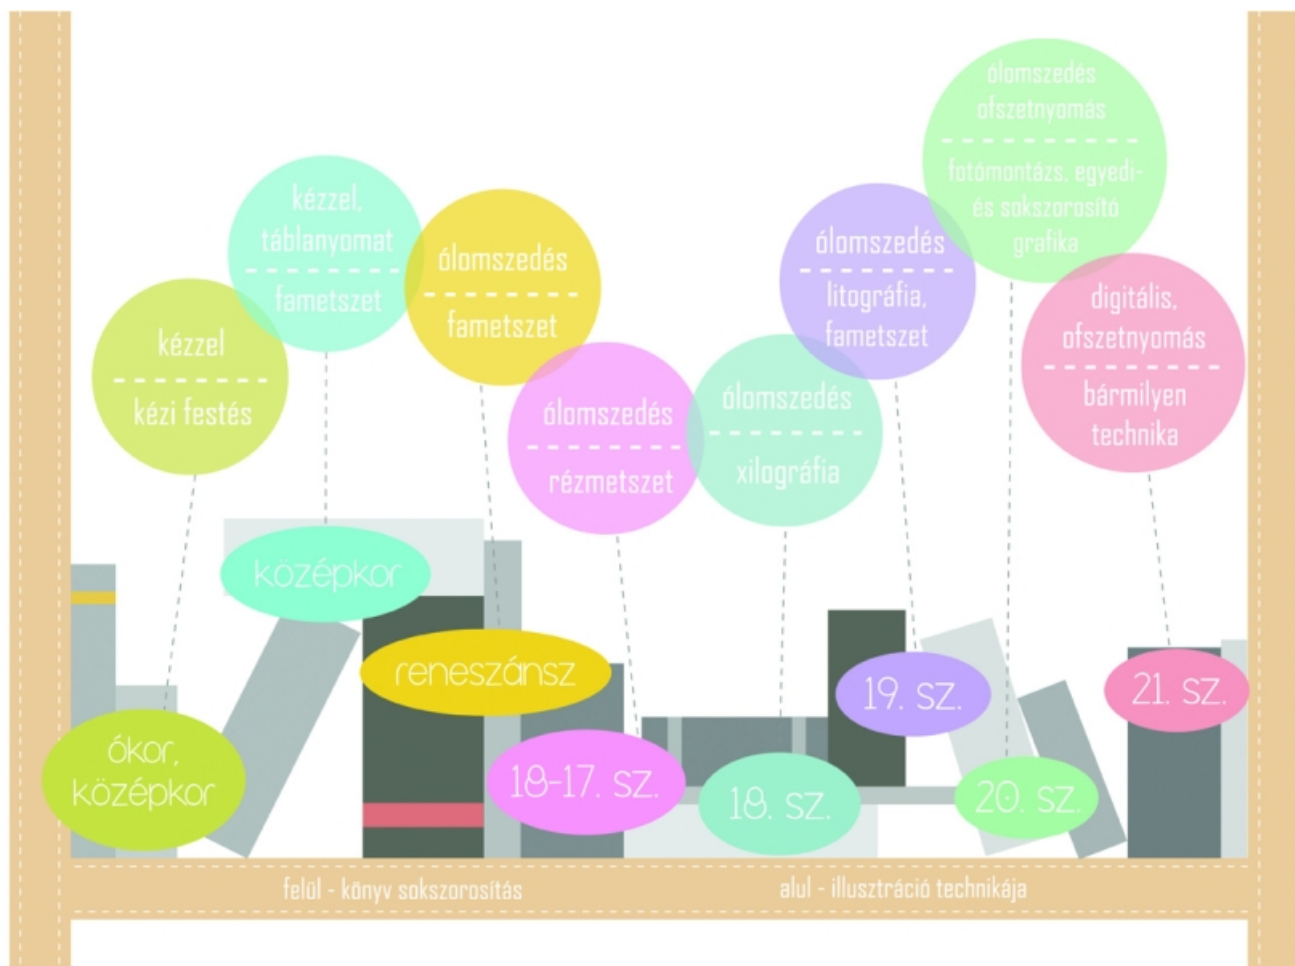 kézzel
kézi festés
kézzel,
táblanyomat
fametszet
ólomszedés
fametszet
ólomszedés
rézmetszet
ólomszedés
xilográfia
ólomszedés
litográfia,
fametszet
ólomszedés
ofszetnyomás
fotómontázs, egyedi-
és sokszorosító
grafika
digitális,
ofszetnyomás
bármilyen
technika
ókor,
középkor
középkor
reneszánsz
18-17. sz.
18. sz.
19. sz.
20. sz.
21. sz.
felül - könyv sokszorosítás
alul - illusztráció technikája